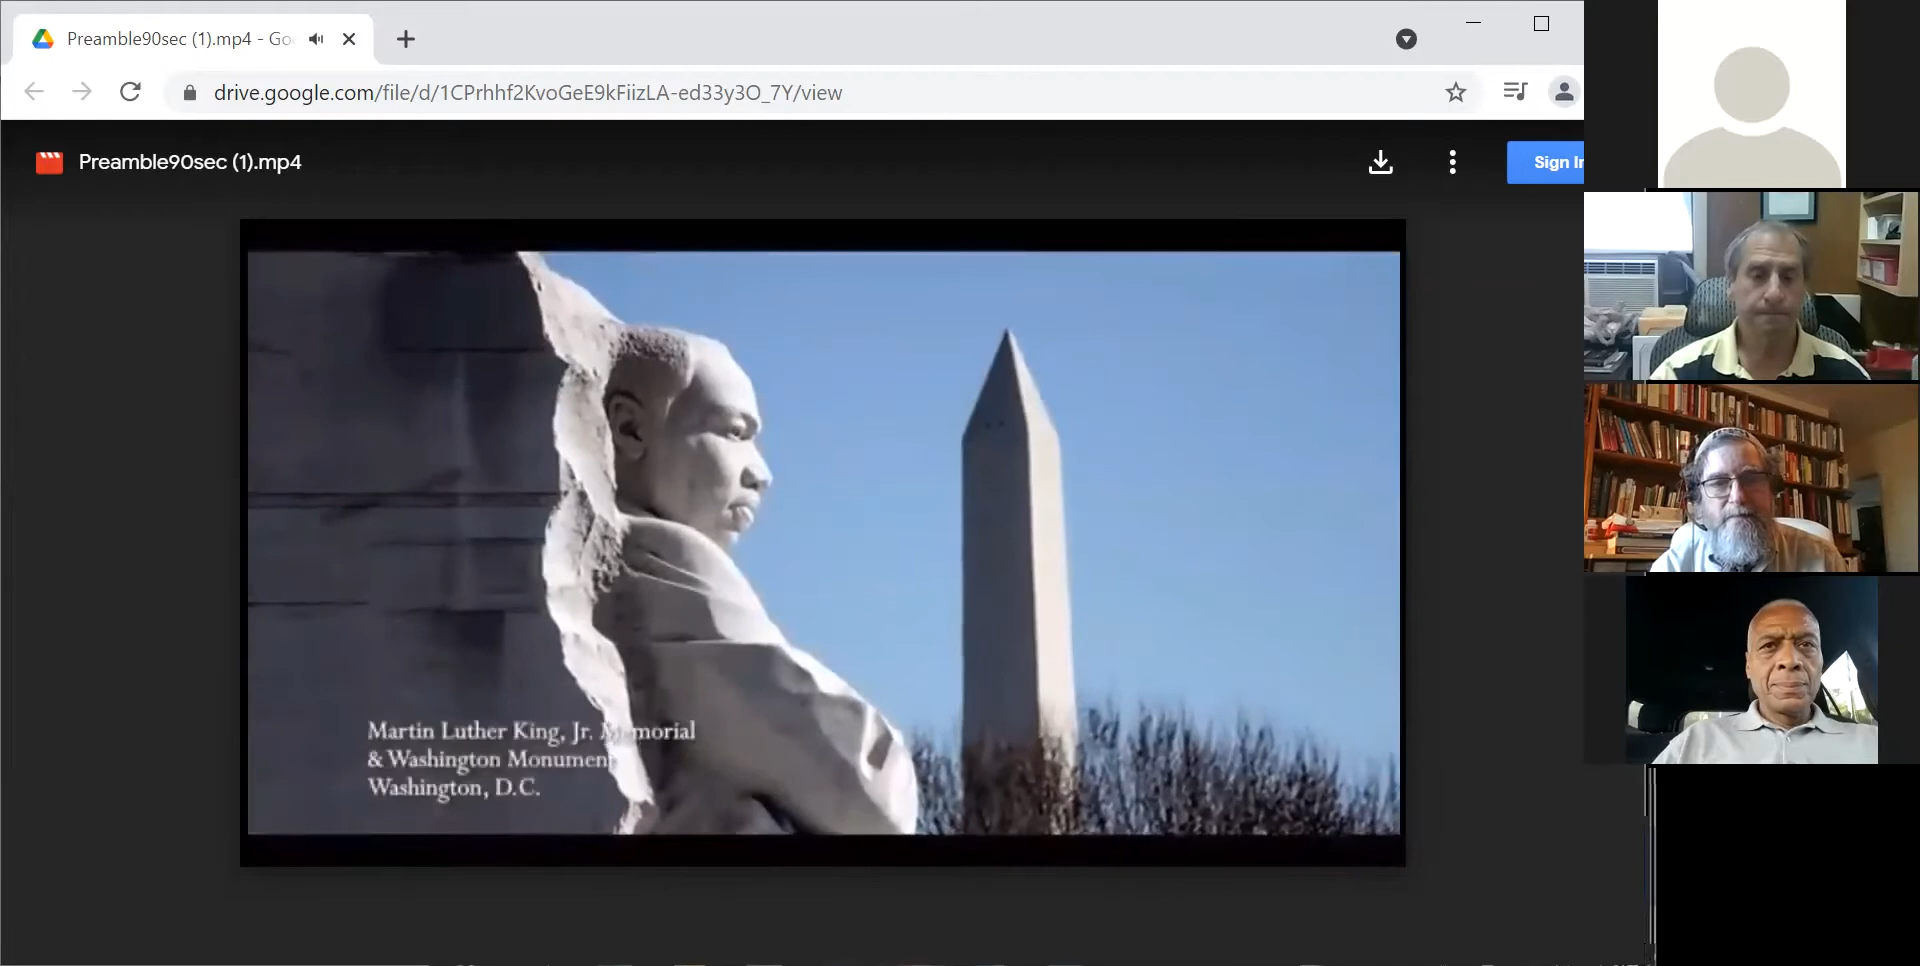 Preamble90sec (1).mp4 - Go
drive.google.com/file/d/1CPrhhf2KvoGeE9kFiizLA-ed33y3O_7Y/view
Preamble90sec (1).mp4
Sign In
Martin Luther King, Jr. Memorial
& Washington Monument
Washington, D.C.